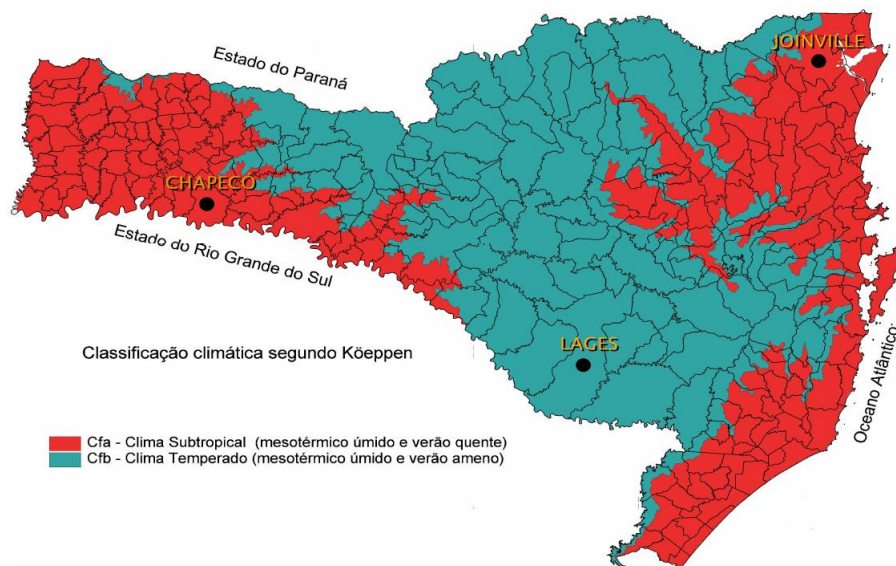 Estado do Paraná
JOINVILLE
CHAPECÓ
Estado do Rio Grande do Sul
LAGES
Oceano Atlântico
Classificação climática segundo Köeppen
Cfa - Clima Subtropical (mesotérmico úmido e verão quente)
Cfb - Clima Temperado (mesotérmico úmido e verão ameno)